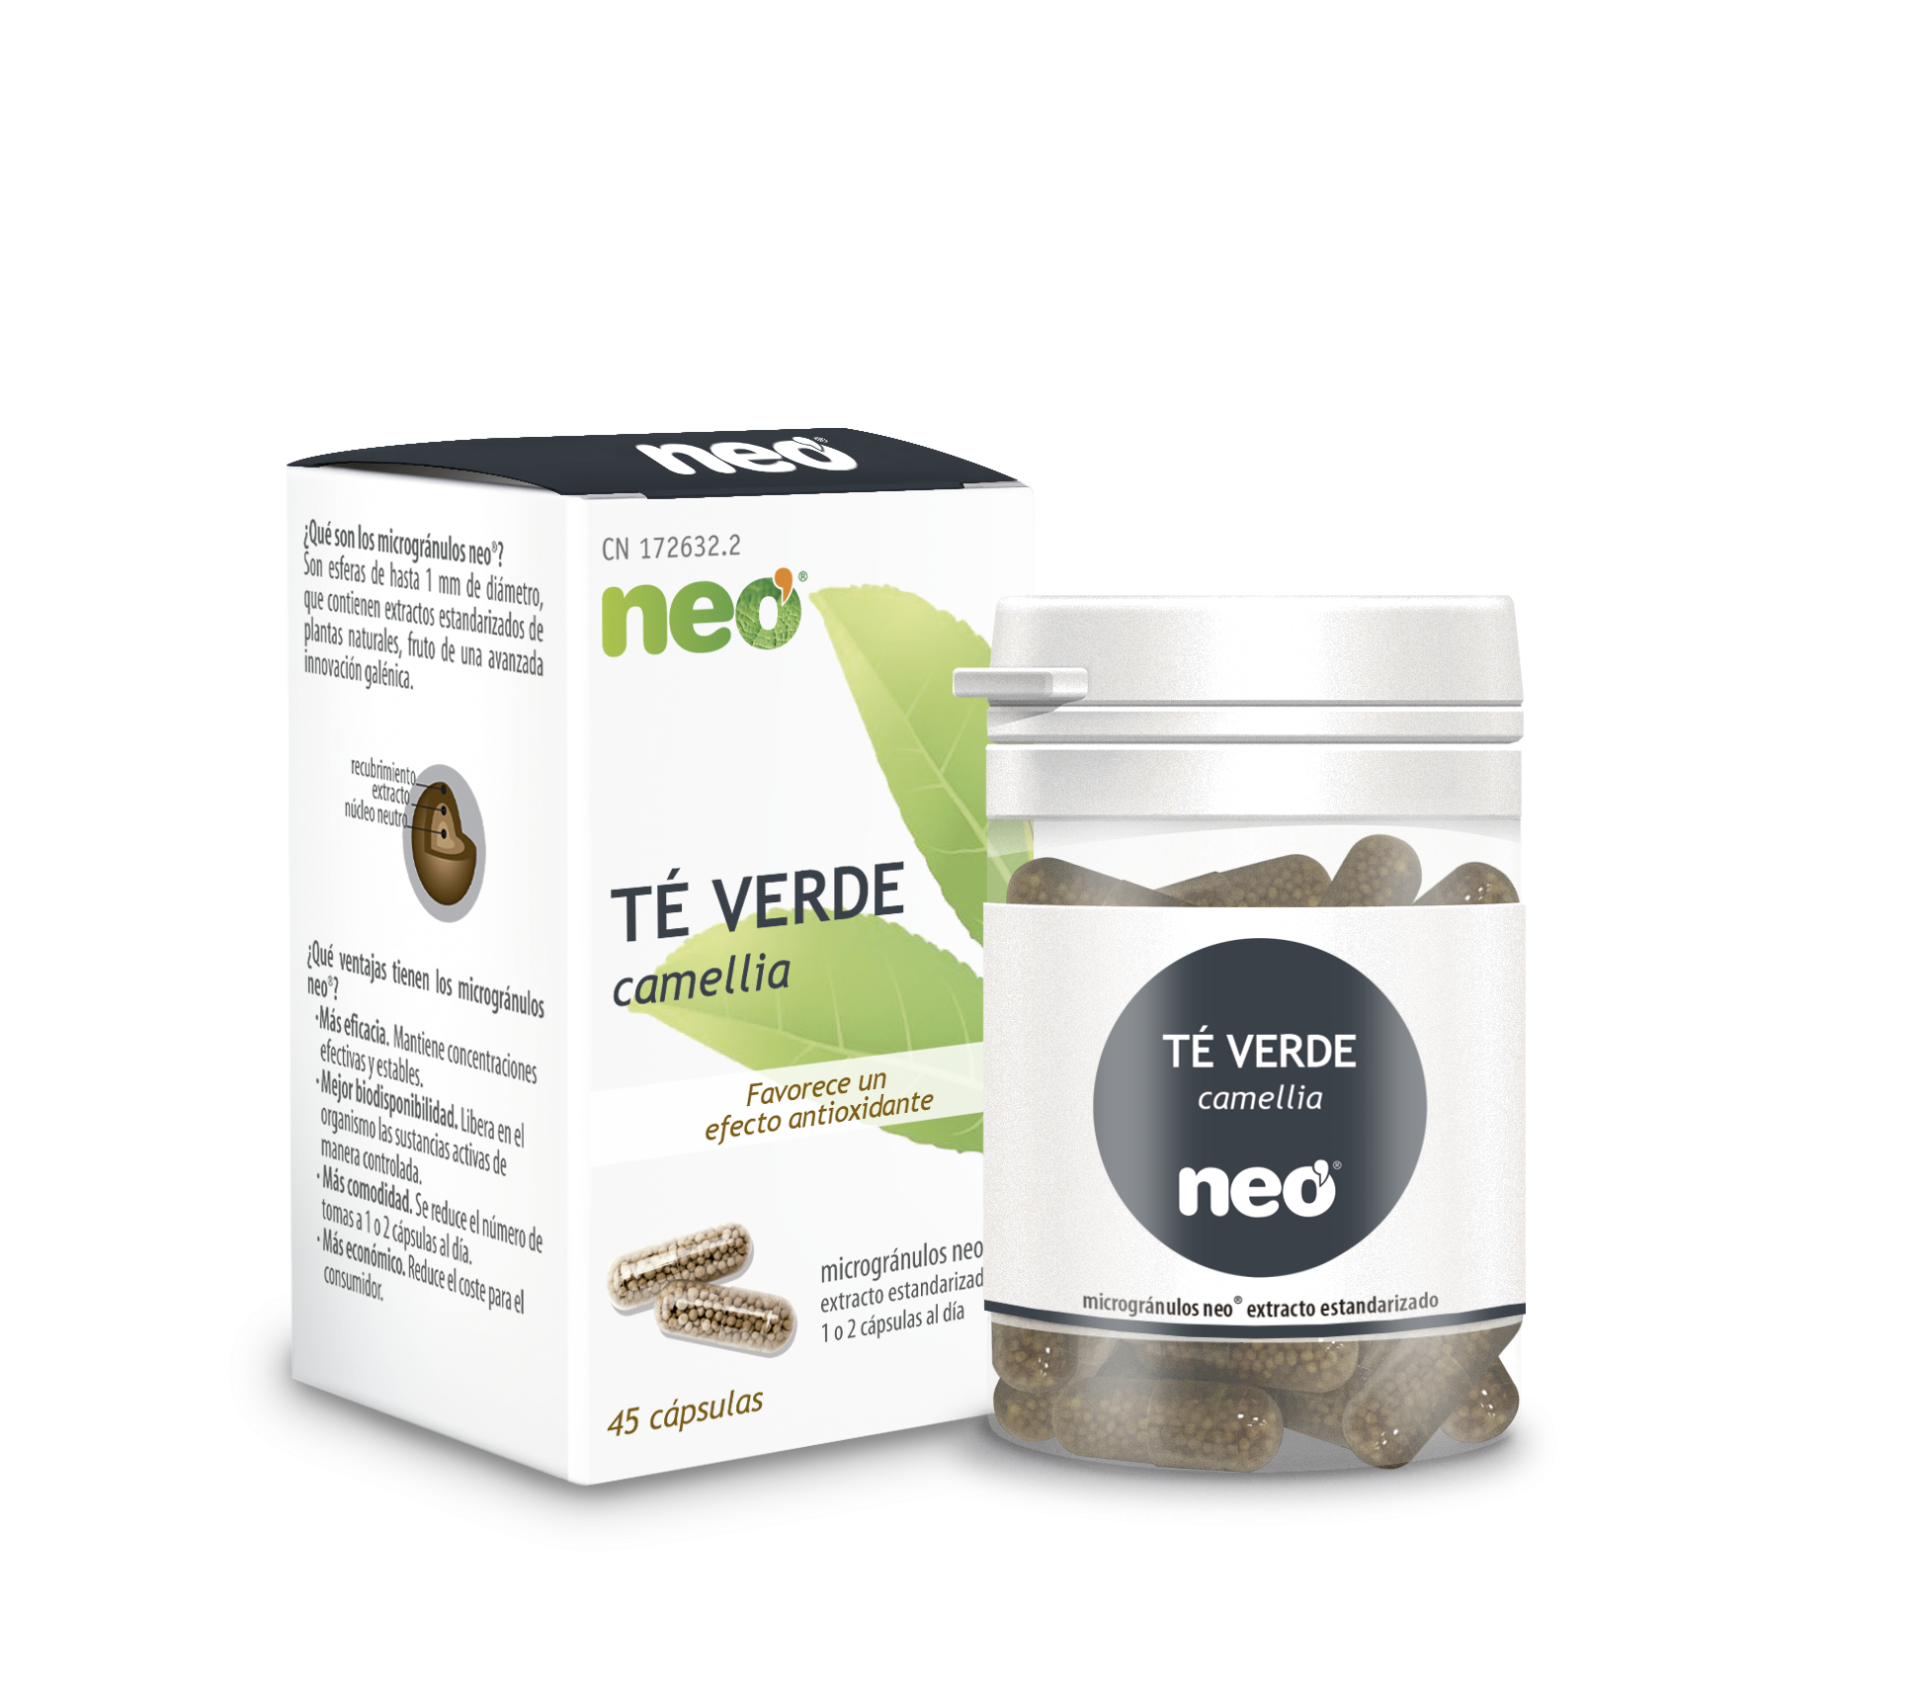 neo®
¿Qué son los microgránulos neo®?
Son esferas de hasta 1 mm de diámetro,
que contienen extractos estandarizados de
plantas naturales, fruto de una avanzada
innovación galénica.
recubrimiento
extracto
núcleo neutro
¿Qué ventajas tienen los microgránulos
neo®?
·Más eficacia. Mantiene concentraciones
efectivas y estables.
·Mejor biodisponibilidad. Libera en el
organismo las sustancias activas de
manera controlada.
·Más comodidad. Se reduce el número de
tomas a 1 o 2 cápsulas al día.
·Más económico. Reduce el coste para el
consumidor.
CN 172632.2
neo®
TÉ VERDE
camellia
Favorece un
efecto antioxidante
microgránulos neo
extracto estandarizad
1 o 2 cápsulas al día
45 cápsulas
TÉ VERDE
camellia
neo®
microgránulos neo® extracto estandarizado